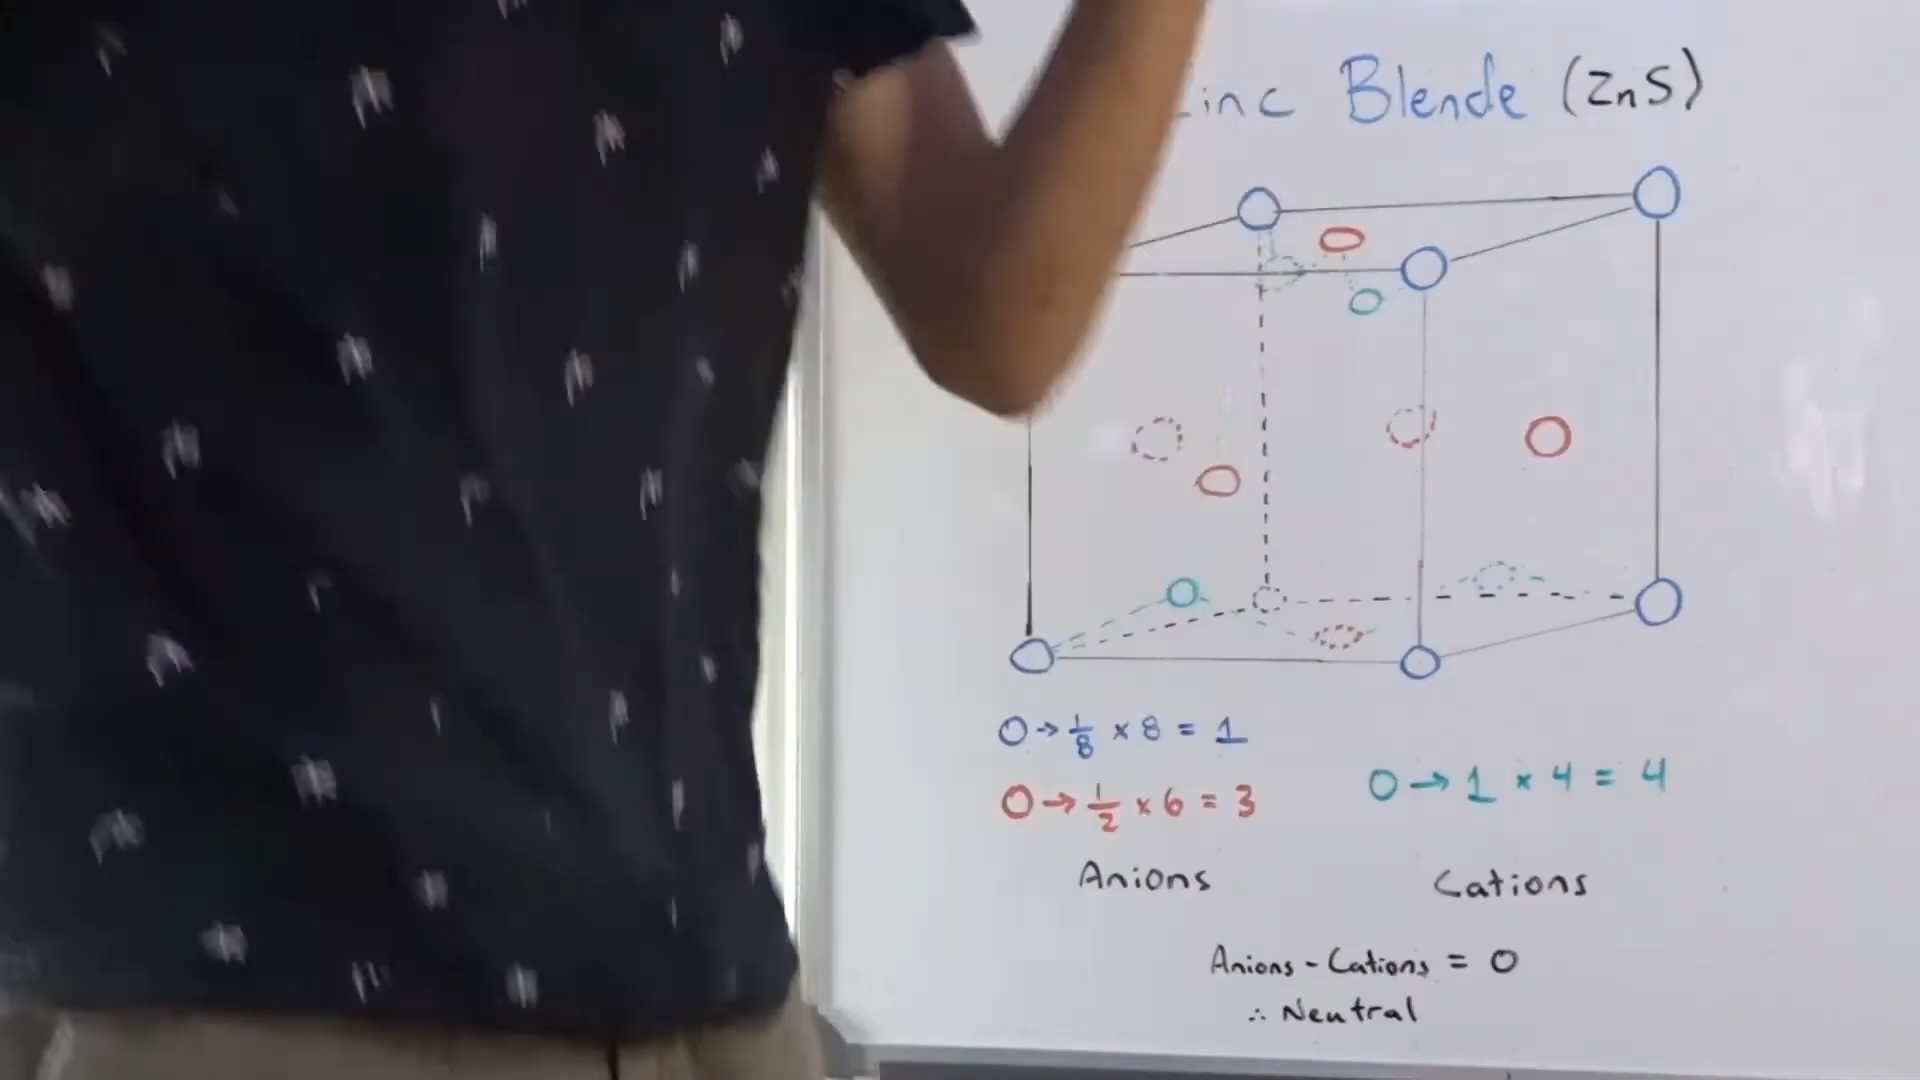 inc Blende (ZnS)
O → 1/8 × 8 = 1
O → 1/2 × 6 = 3
O → 1 × 4 = 4
Anions
Cations
Anions - Cations = 0
∴ Neutral